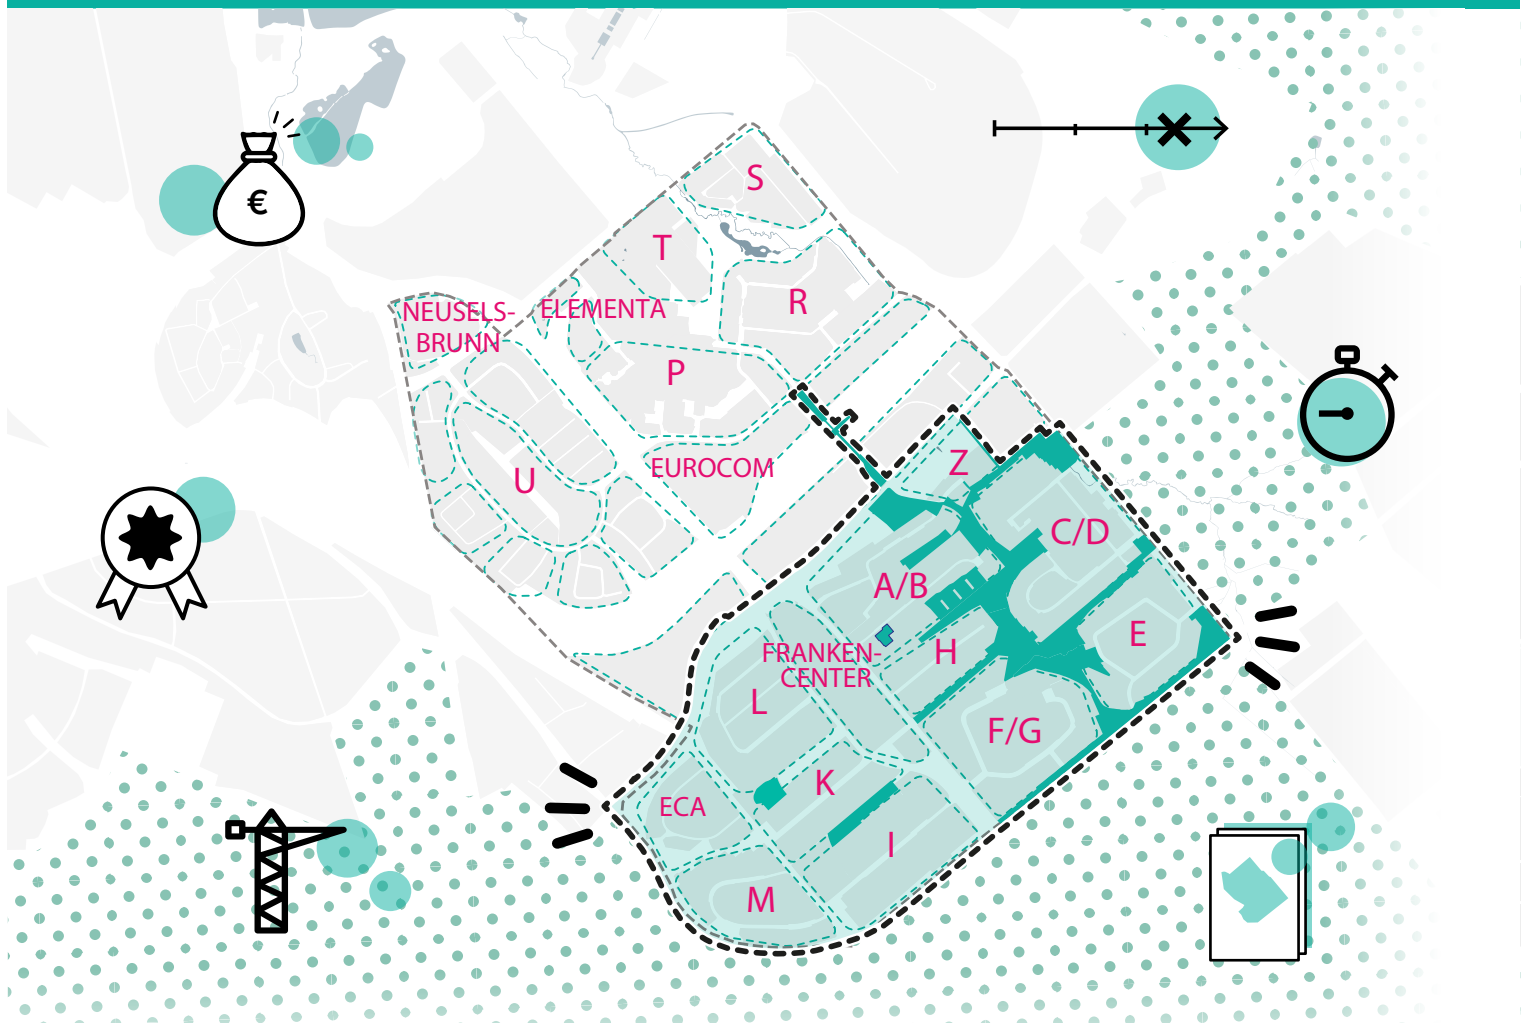 S
T
€
R
NEUSELS-
BRUNN
ELEMENTA
P
Z
EUROCOM
U
C/D
A/B
E
H
FRANKEN-
CENTER
L
F/G
K
ECA
I
M